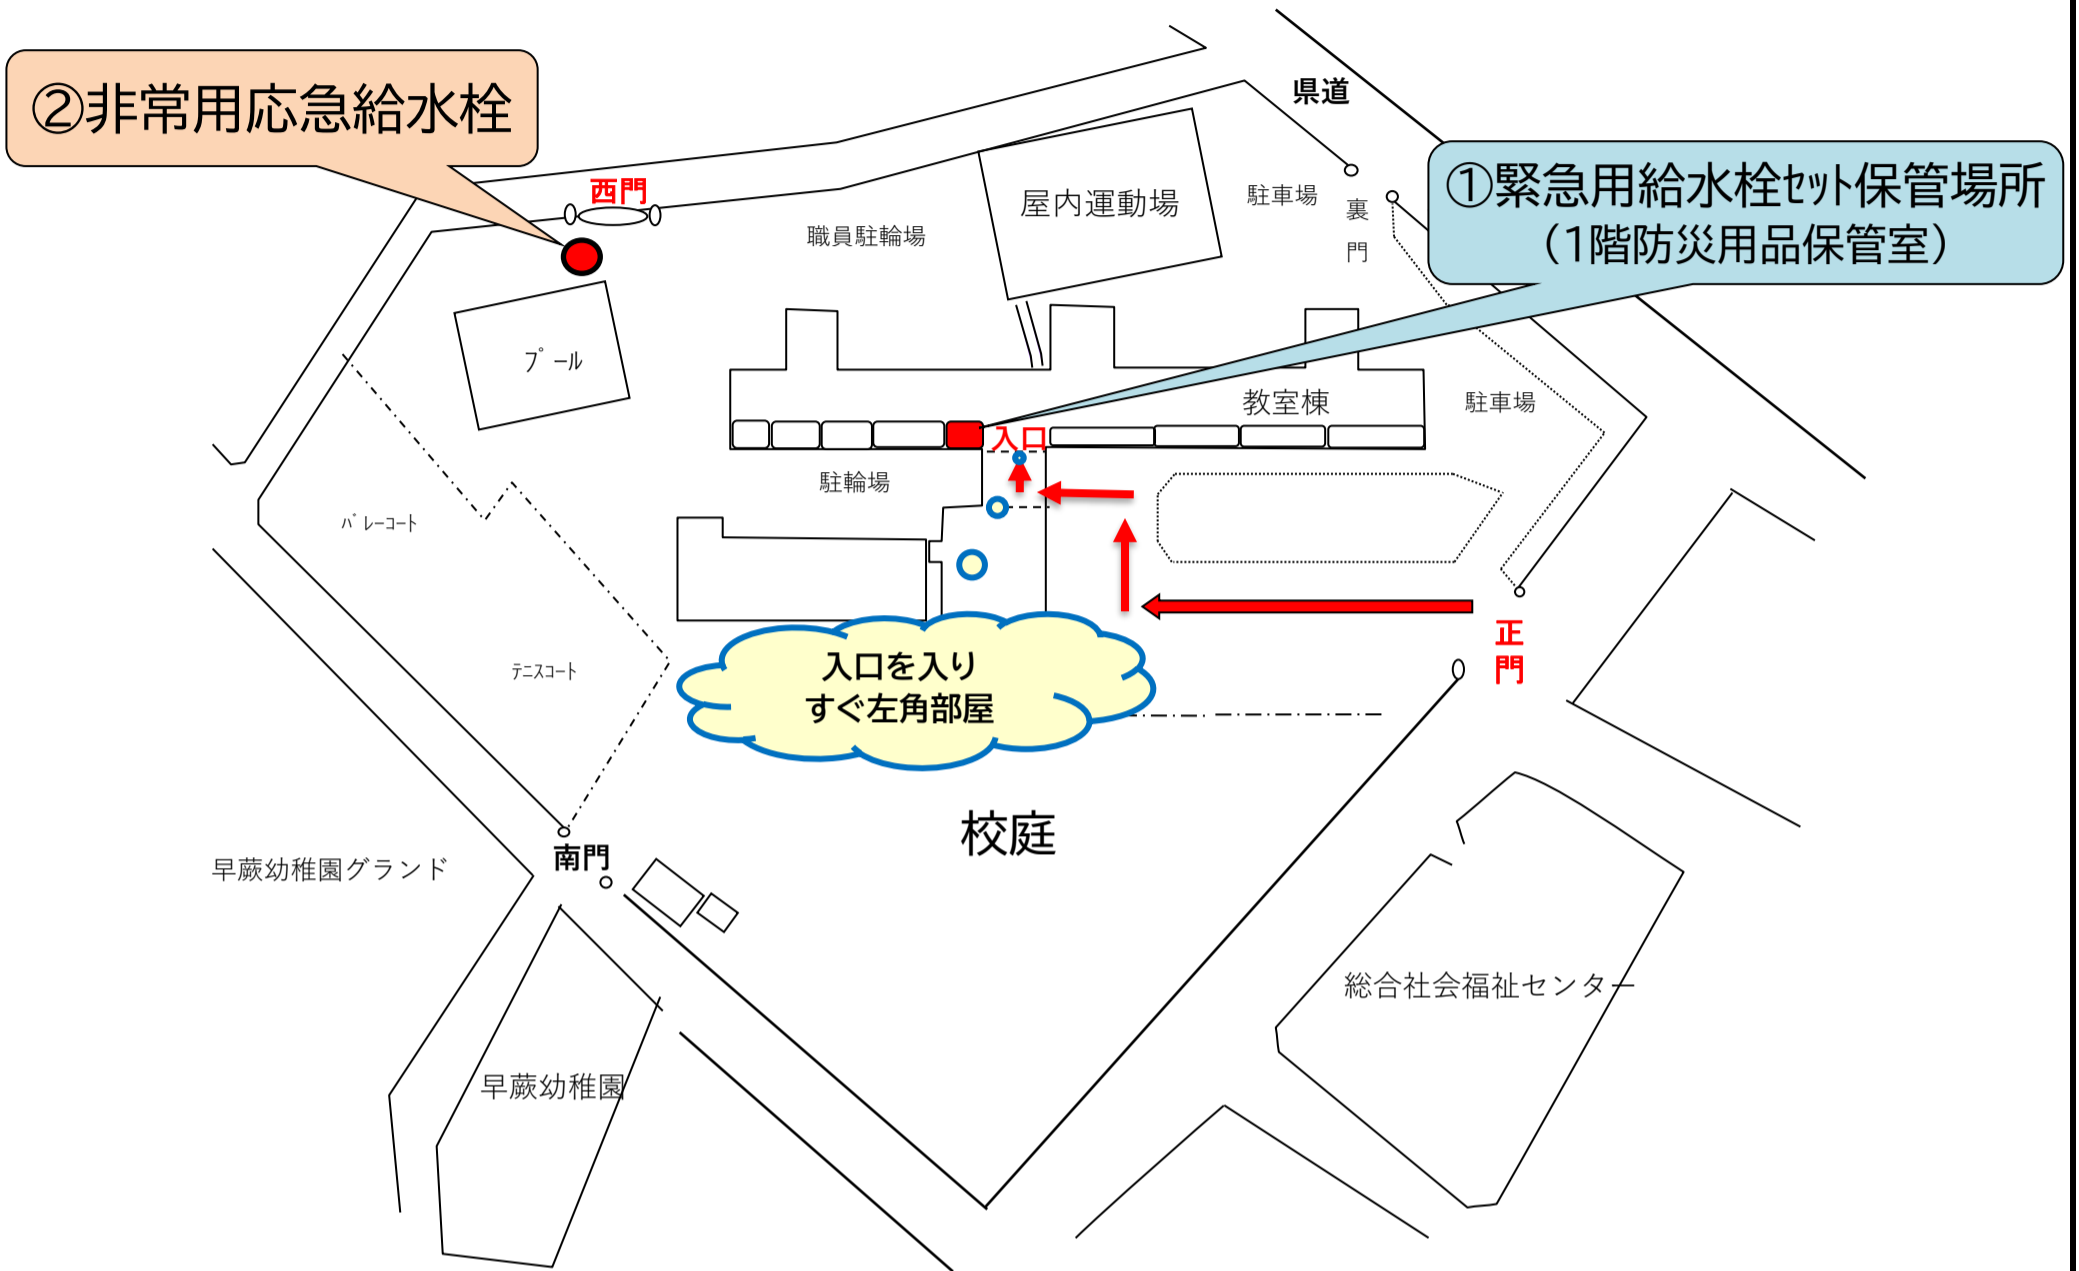 県道
②非常用応急給水栓
①緊急用給水栓ｾｯﾄ保管場所
（１階防災用品保管室）
西門
屋内運動場
駐車場
裏
門
職員駐輪場
ﾌﾟｰﾙ
教室棟
駐車場
入口
駐輪場
ﾊﾞﾚｰｺｰﾄ
正
門
入口を入り
すぐ左角部屋
ﾃﾆｽｺｰﾄ
校庭
南門
早蕨幼稚園グランド
総合社会福祉センター
早蕨幼稚園